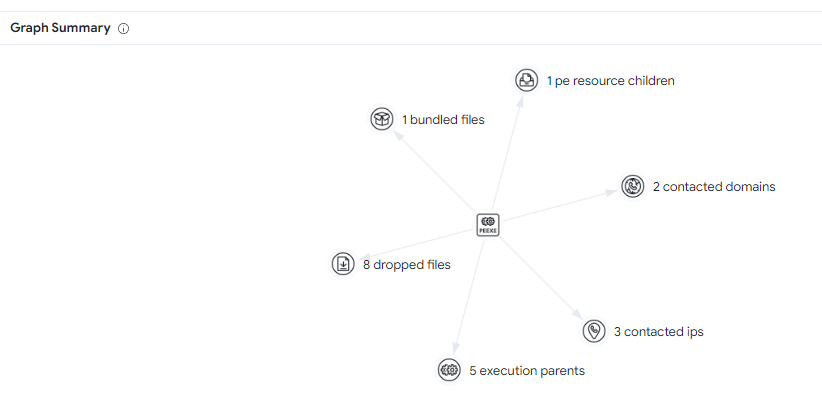 Graph Summary
1 pe resource children
1 bundled files
2 contacted domains
PEEXE
8 dropped files
3 contacted ips
5 execution parents